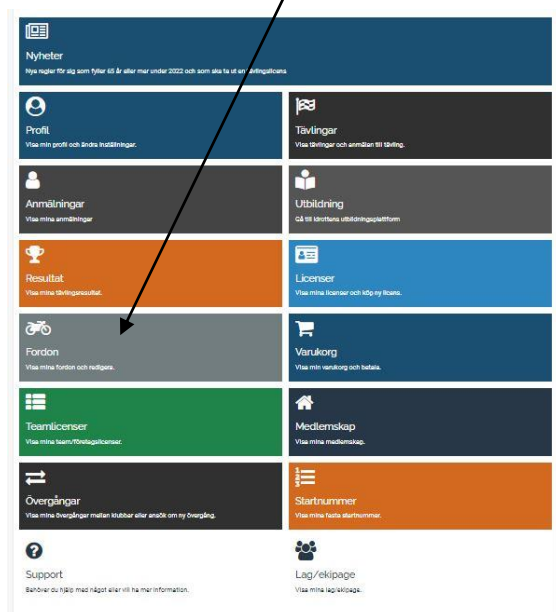 Nyheter
Nya regler för sig som fyller 65 år eller mer under 2022 och som ska ta ut en tävlingslicens
Profil
Visa min profil och ändra inställningar.
Tävlingar
Visa tävlingar och anmälan till tävling.
Anmälningar
Visa mina anmälningar
Utbildning
Gå till idrottens utbildningsplattform
Resultat
Visa mina tävlingsresultat.
Licenser
Visa mina licenser och köp ny licens.
Fordon
Visa mina fordon och redigera.
Varukorg
Visa min varukorg och betala.
Teamlicenser
Visa mina team/företagslicenser.
Medlemskap
Visa mina medlemskap.
Övergångar
Visa mina övergångar mellan klubbar eller ansök om ny övergång.
Startnummer
Visa mina fasta startnummer.
Support
Behöver du hjälp med något eller vill ha mer information.
Lag/ekipage
Visa mina lag/ekipage.